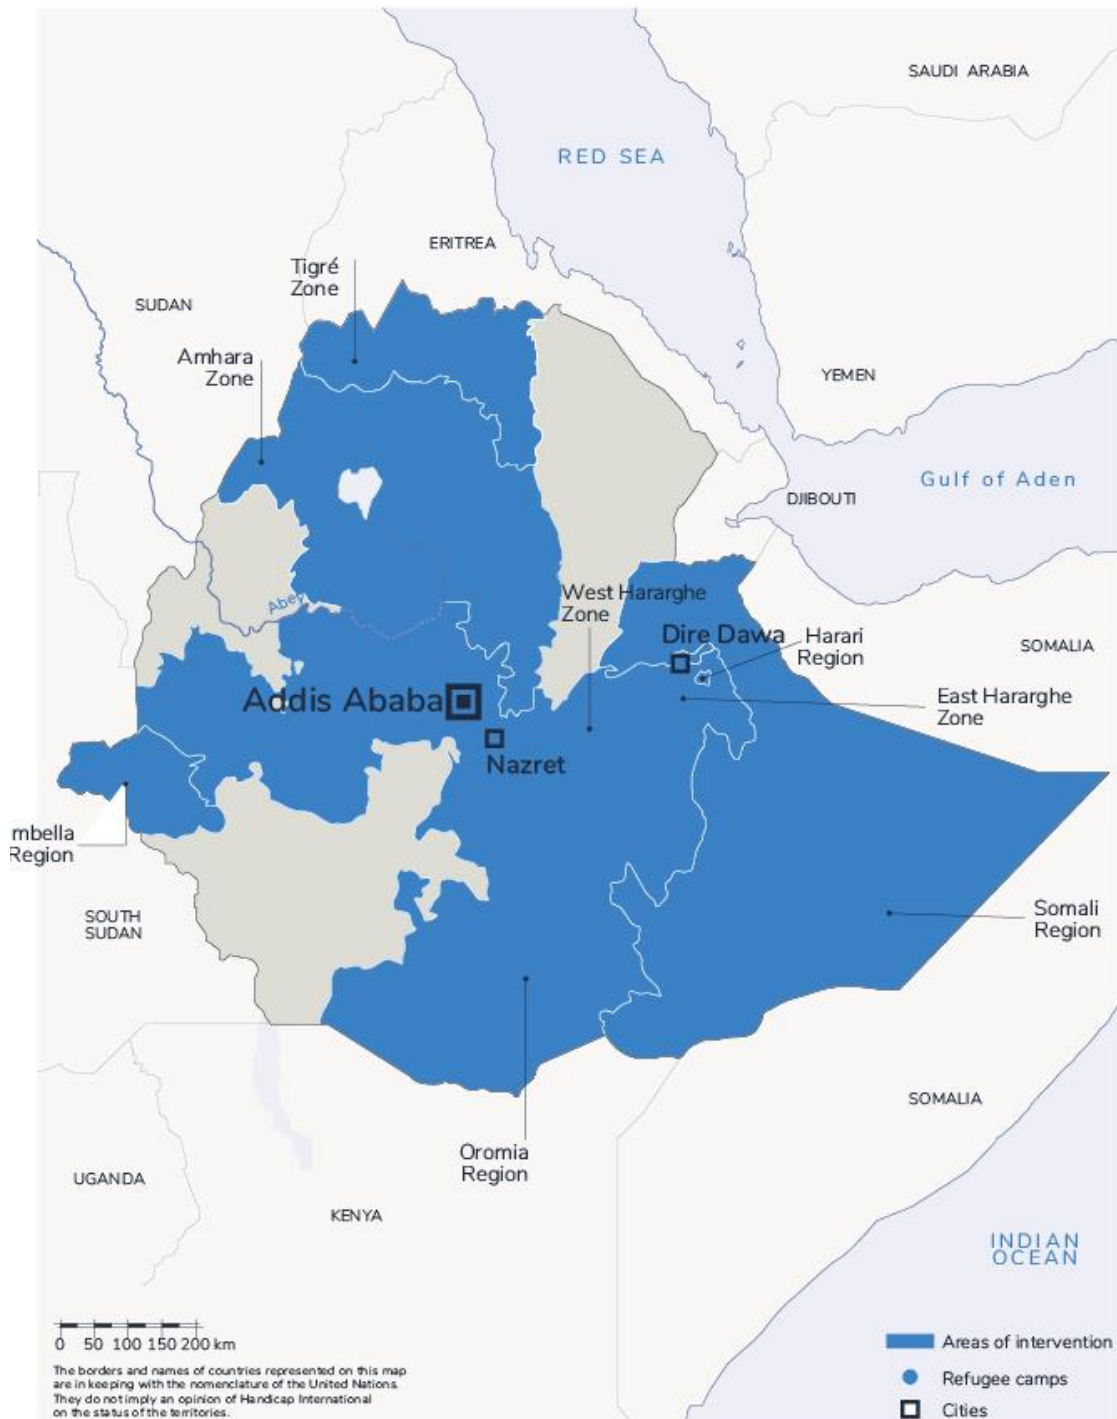 SAUDI ARABIA
RED SEA
ERITREA
Tigré
Zone
SUDAN
Amhara
Zone
YEMEN
Gulf of Aden
DJIBOUTI
West Hararghe
Zone
Dire Dawa
Harari
Region
SOMALIA
East Hararghe
Zone
Addis Ababa
Nazret
mbella
Region
SOUTH
SUDAN
Somali
Region
SOMALIA
Oromia
Region
UGANDA
KENYA
INDIAN
OCEAN
0 50 100 150 200 km
The borders and names of countries represented on this map
are in keeping with the nomenclature of the United Nations.
They do not imply an opinion of Handicap International
on the status of the territories.
Areas of intervention
Refugee camps
Cities